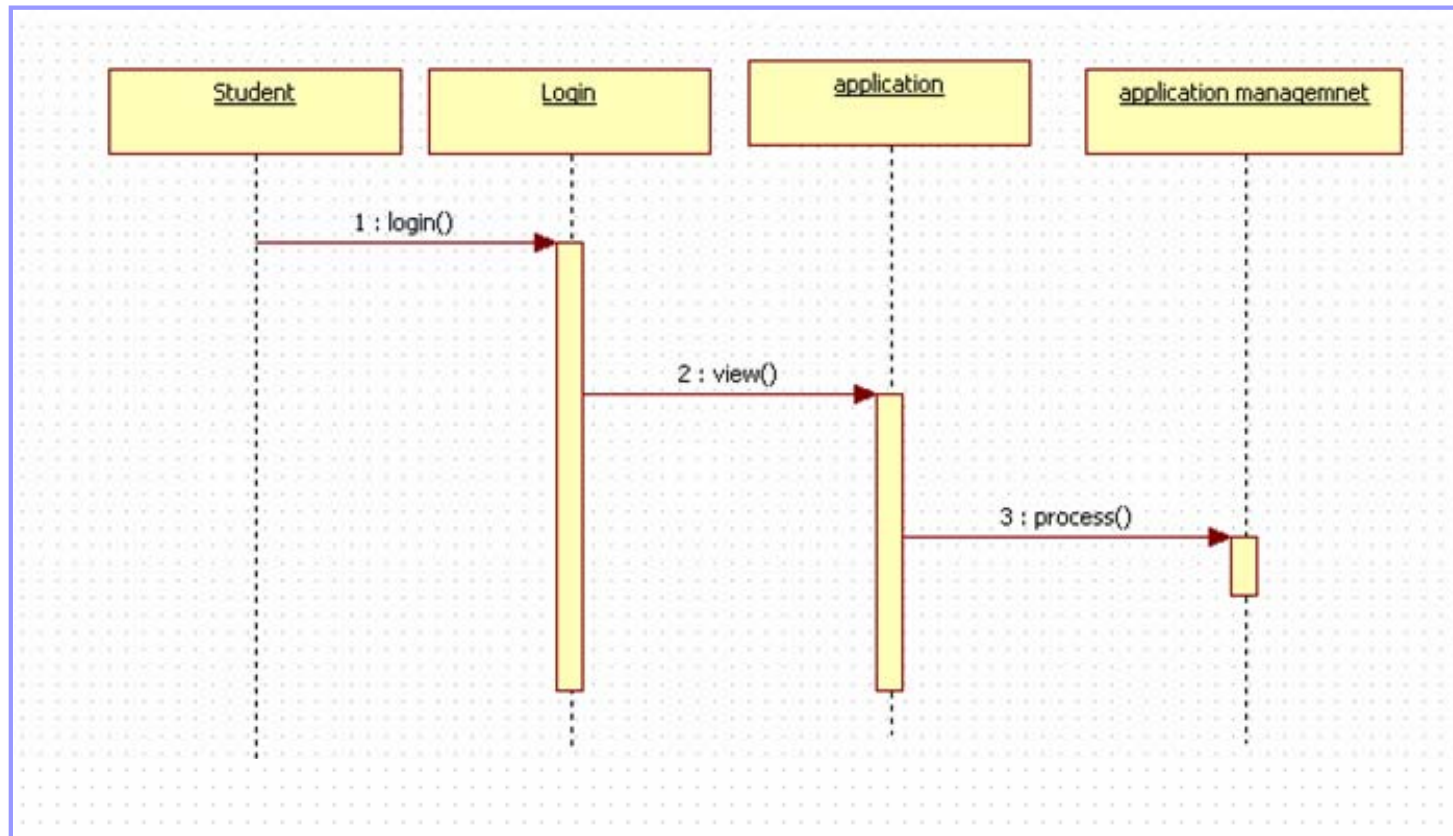 Student
Login
application
application managemnet
1 : login()
2 : view()
3 : process()